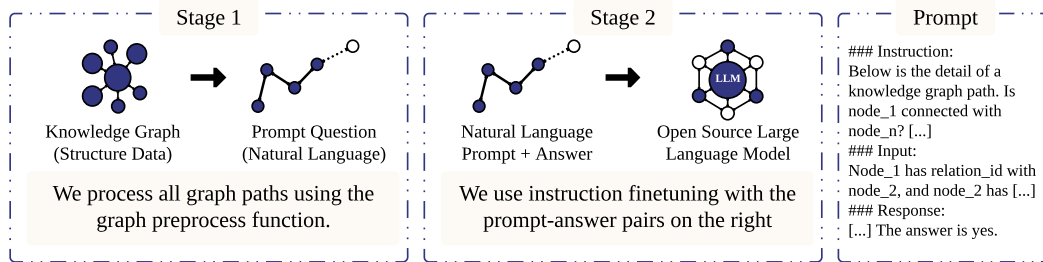 Stage 1
Knowledge Graph
(Structure Data)
Prompt Question
(Natural Language)
We process all graph paths using the
graph preprocess function.
Stage 2
Natural Language
Prompt + Answer
LLM
Open Source Large
Language Model
We use instruction finetuning with the
prompt-answer pairs on the right
Prompt
### Instruction:
Below is the detail of a
knowledge graph path. Is
node_1 connected with
node_n? [...]
### Input:
Node_1 has relation_id with
node_2, and node_2 has [...]
### Response:
[...] The answer is yes.